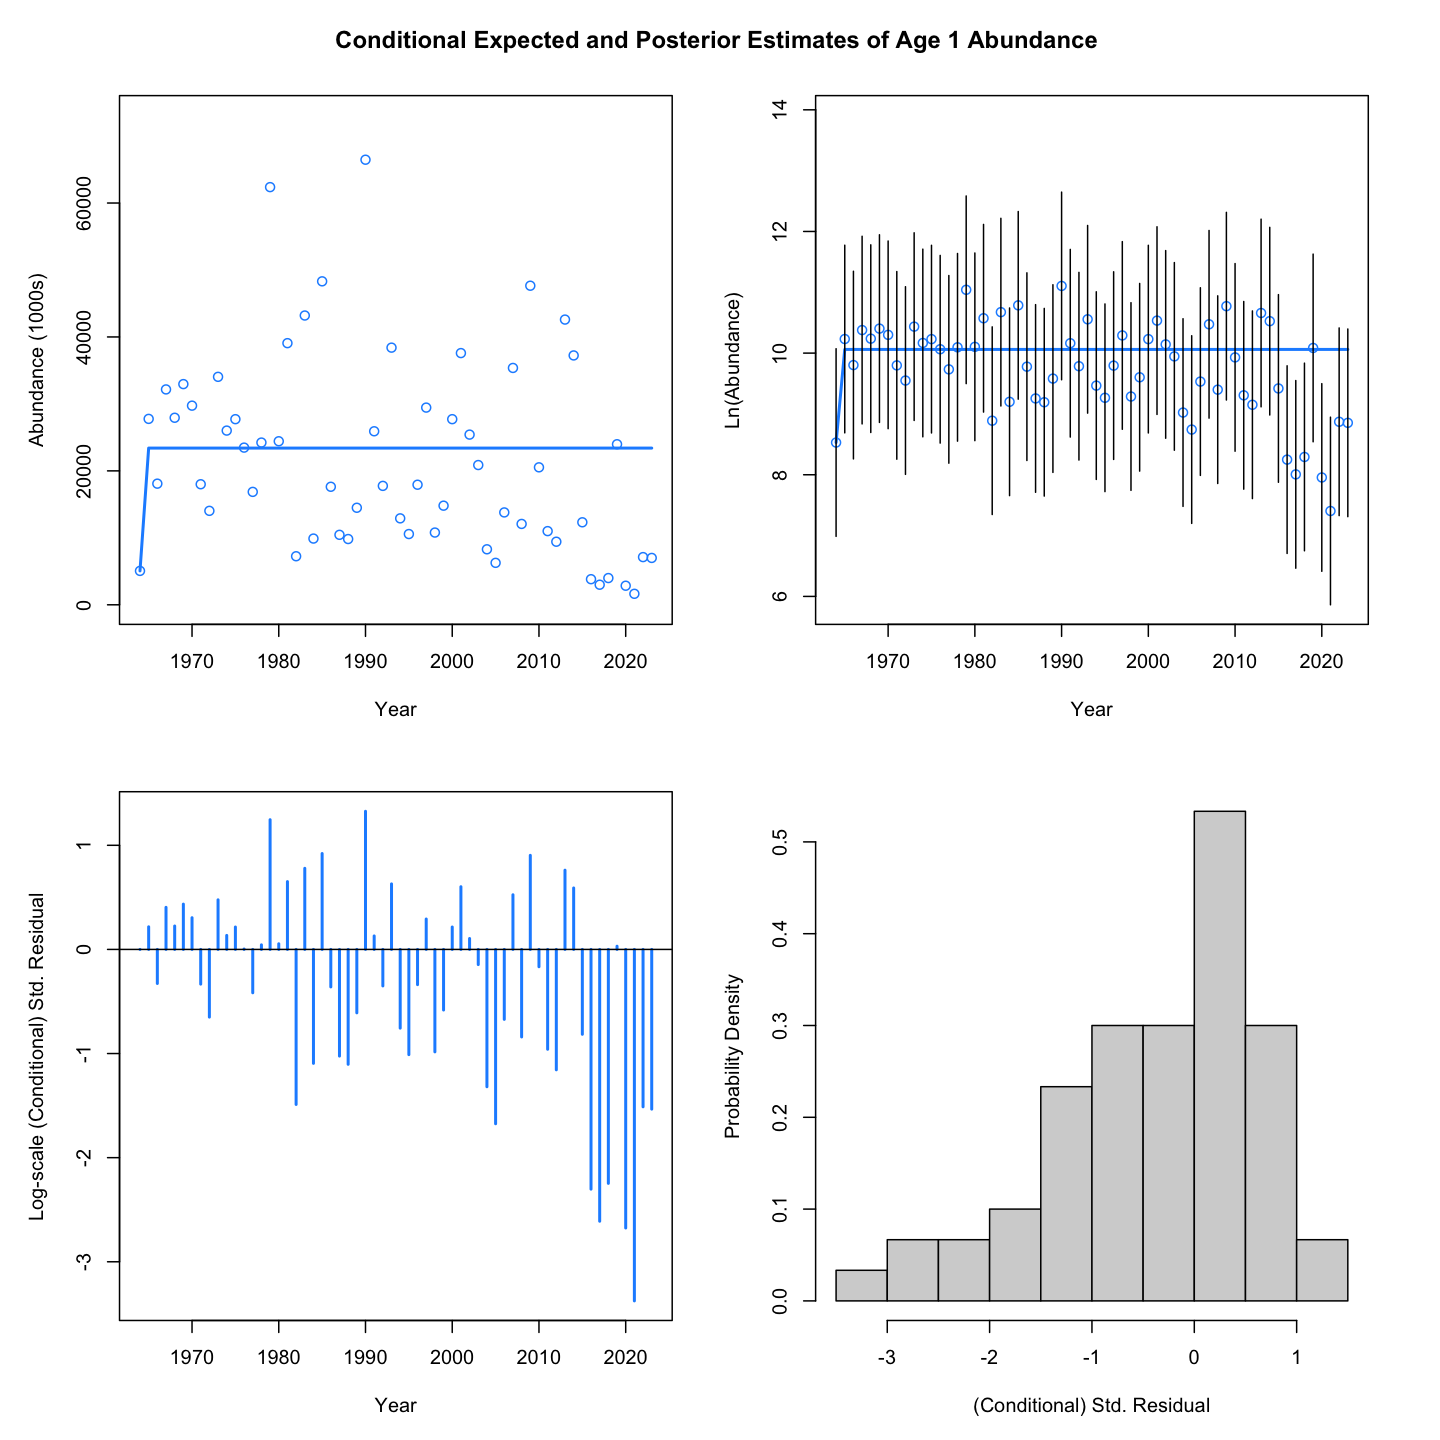 Conditional Expected and Posterior Estimates of Age 1 Abundance
Abundance (1000s)
60000
40000
20000
0
1970 1980 1990 2000 2010 2020
Year
Ln(Abundance)
14
12
10
8
6
1970 1980 1990 2000 2010 2020
Year
Log-scale (Conditional) Std. Residual
1
0
-1
-2
-3
1970 1980 1990 2000 2010 2020
Year
Probability Density
0.5
0.4
0.3
0.2
0.1
0.0
-3 -2 -1 0 1
(Conditional) Std. Residual